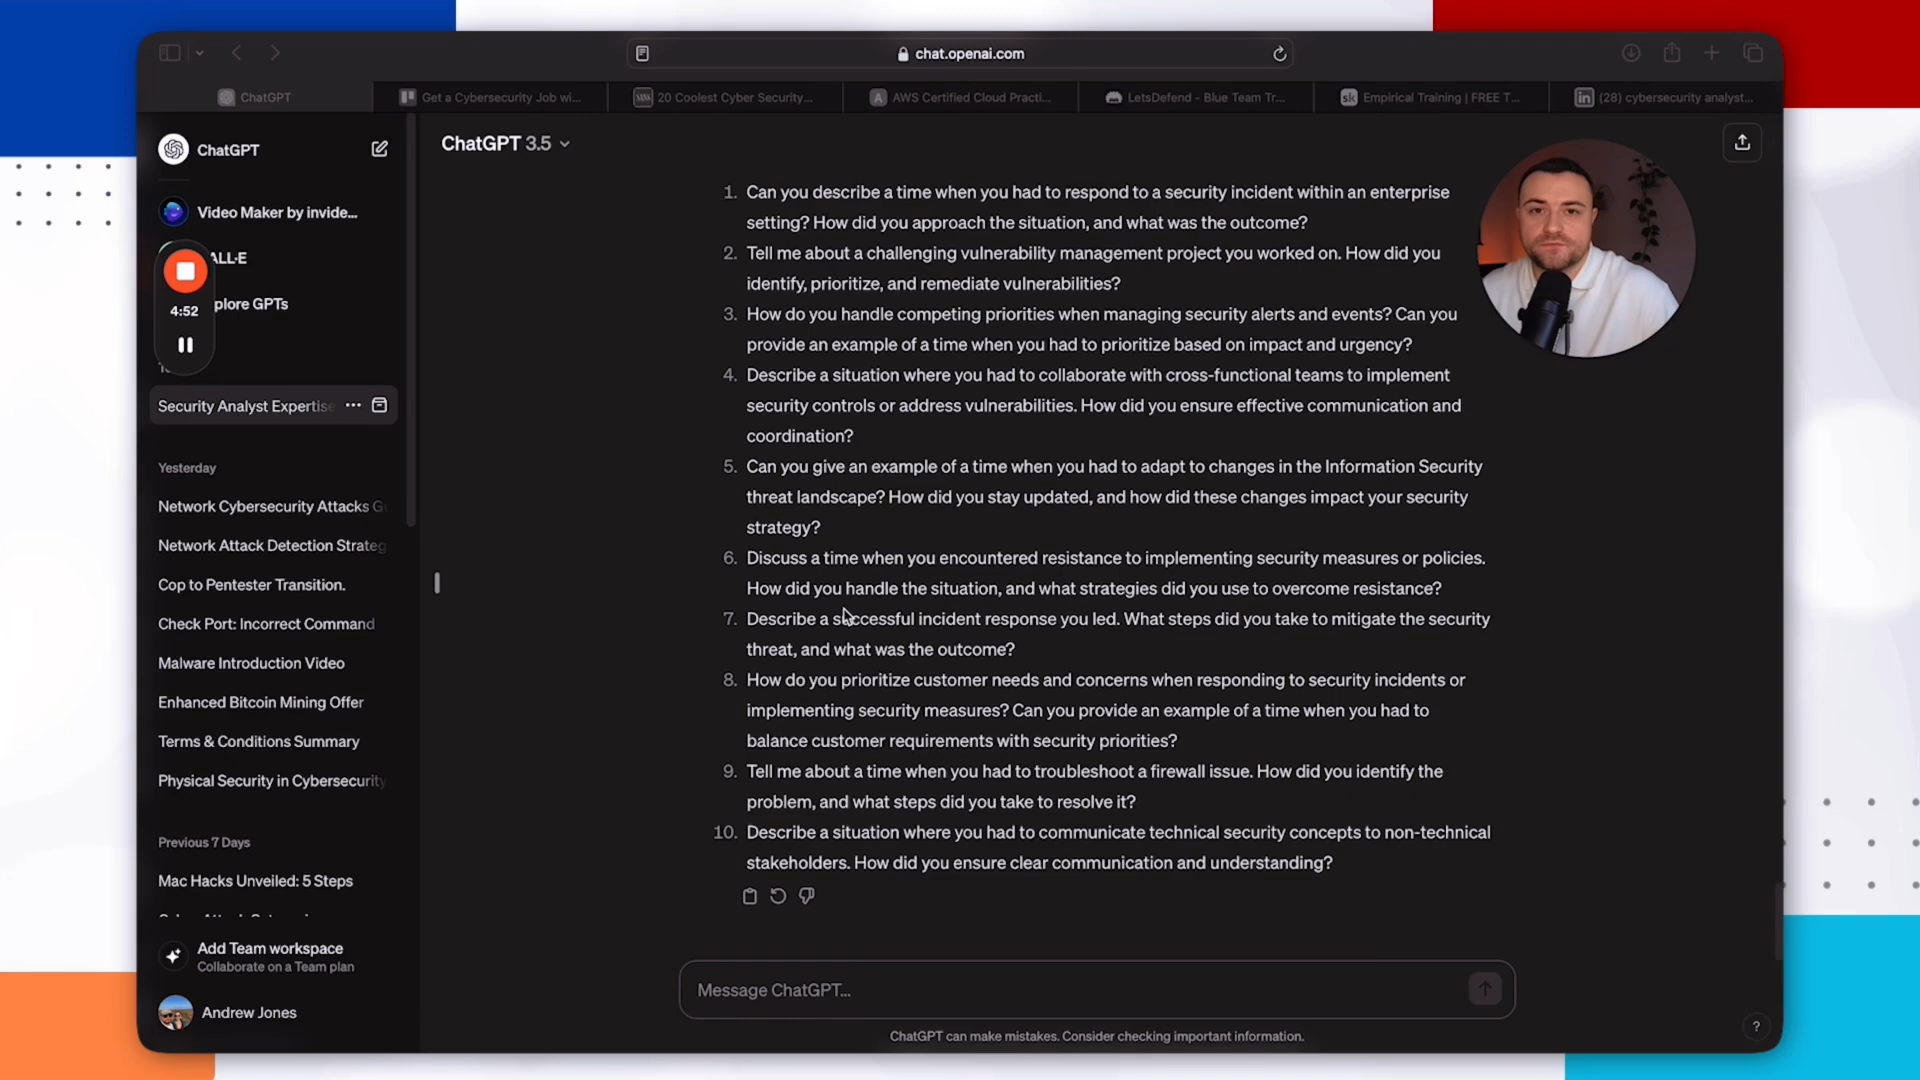 chat.openai.com
ChatGPT
Get a Cybersecurity Job wi...
20 Coolest Cyber Security...
AWS Certified Cloud Practi...
LetsDefend - Blue Team Tr...
Empirical Training | FREE T...
(28) cybersecurity analyst...
ChatGPT
ChatGPT 3.5
Video Maker by invide...
ALL·E
4:52
plore GPTs
Security Analyst Expertise
Yesterday
Network Cybersecurity Attacks G
Network Attack Detection Strateg
Cop to Pentester Transition.
Check Port: Incorrect Command
Malware Introduction Video
Enhanced Bitcoin Mining Offer
Terms & Conditions Summary
Physical Security in Cybersecurity
Previous 7 Days
Mac Hacks Unveiled: 5 Steps
Add Team workspace
Collaborate on a Team plan
Andrew Jones
1. Can you describe a time when you had to respond to a security incident within an enterprise
setting? How did you approach the situation, and what was the outcome?
2. Tell me about a challenging vulnerability management project you worked on. How did you
identify, prioritize, and remediate vulnerabilities?
3. How do you handle competing priorities when managing security alerts and events? Can you
provide an example of a time when you had to prioritize based on impact and urgency?
4. Describe a situation where you had to collaborate with cross-functional teams to implement
security controls or address vulnerabilities. How did you ensure effective communication and
coordination?
5. Can you give an example of a time when you had to adapt to changes in the Information Security
threat landscape? How did you stay updated, and how did these changes impact your security
strategy?
6. Discuss a time when you encountered resistance to implementing security measures or policies.
How did you handle the situation, and what strategies did you use to overcome resistance?
7. Describe a successful incident response you led. What steps did you take to mitigate the security
threat, and what was the outcome?
8. How do you prioritize customer needs and concerns when responding to security incidents or
implementing security measures? Can you provide an example of a time when you had to
balance customer requirements with security priorities?
9. Tell me about a time when you had to troubleshoot a firewall issue. How did you identify the
problem, and what steps did you take to resolve it?
10. Describe a situation where you had to communicate technical security concepts to non-technical
stakeholders. How did you ensure clear communication and understanding?
Message ChatGPT...
ChatGPT can make mistakes. Consider checking important information.
?